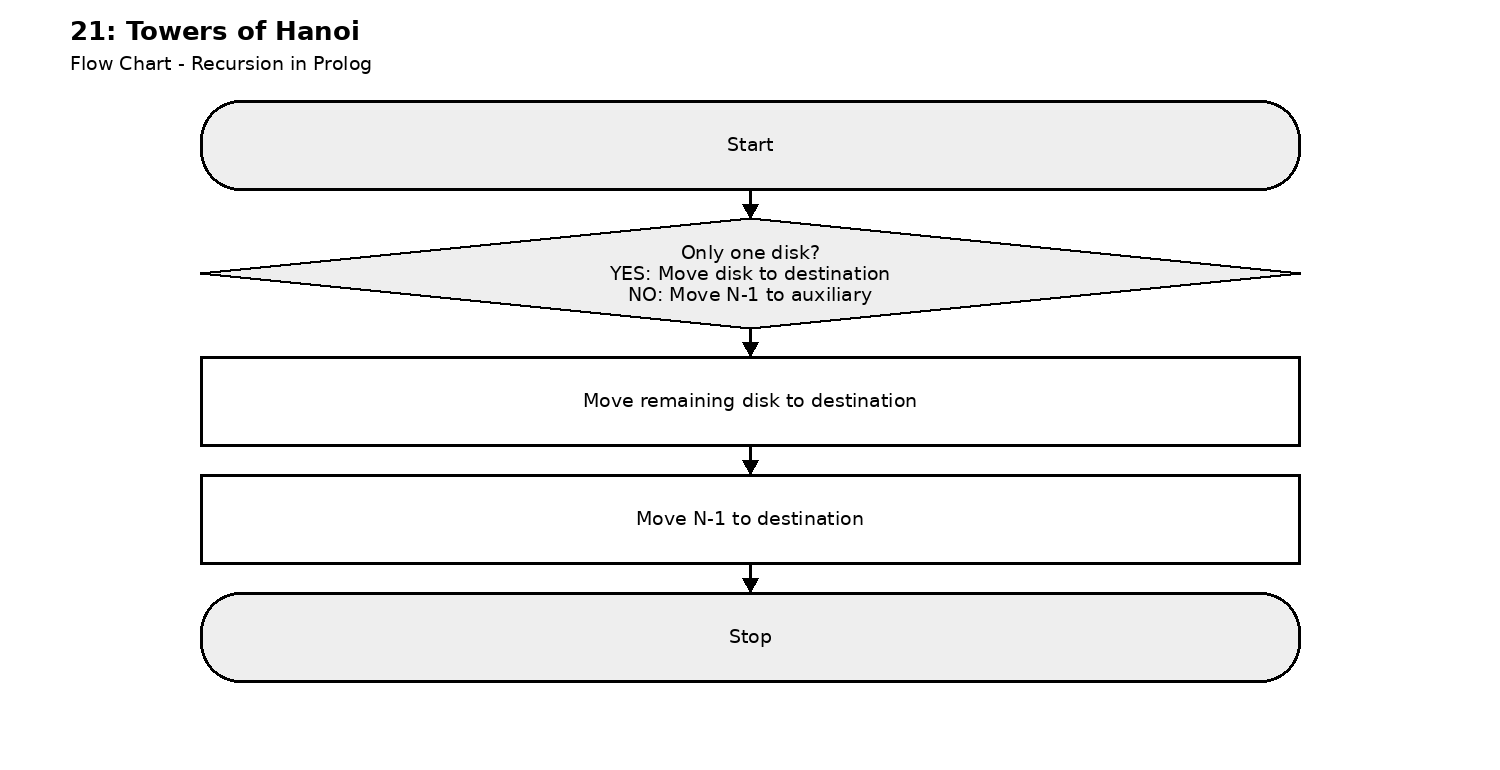 21: Towers of Hanoi
Flow Chart - Recursion in Prolog
Start
Only one disk?
YES: Move disk to destination
NO: Move N-1 to auxiliary
Move remaining disk to destination
Move N-1 to destination
Stop